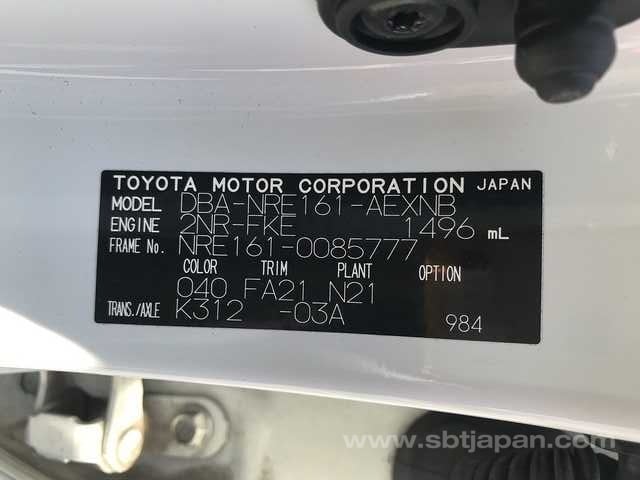 TOYOTA MOTOR CORPORATION JAPAN
MODEL DBA-NRE161-AEXNB
ENGINE 2NR-FKE 1496 mL
FRAME No. NRE161-0085777
COLOR TRIM PLANT OPTION
040 FA21 N21
TRANS./AXLE K312 -03A 984
www.sbtjapan.com